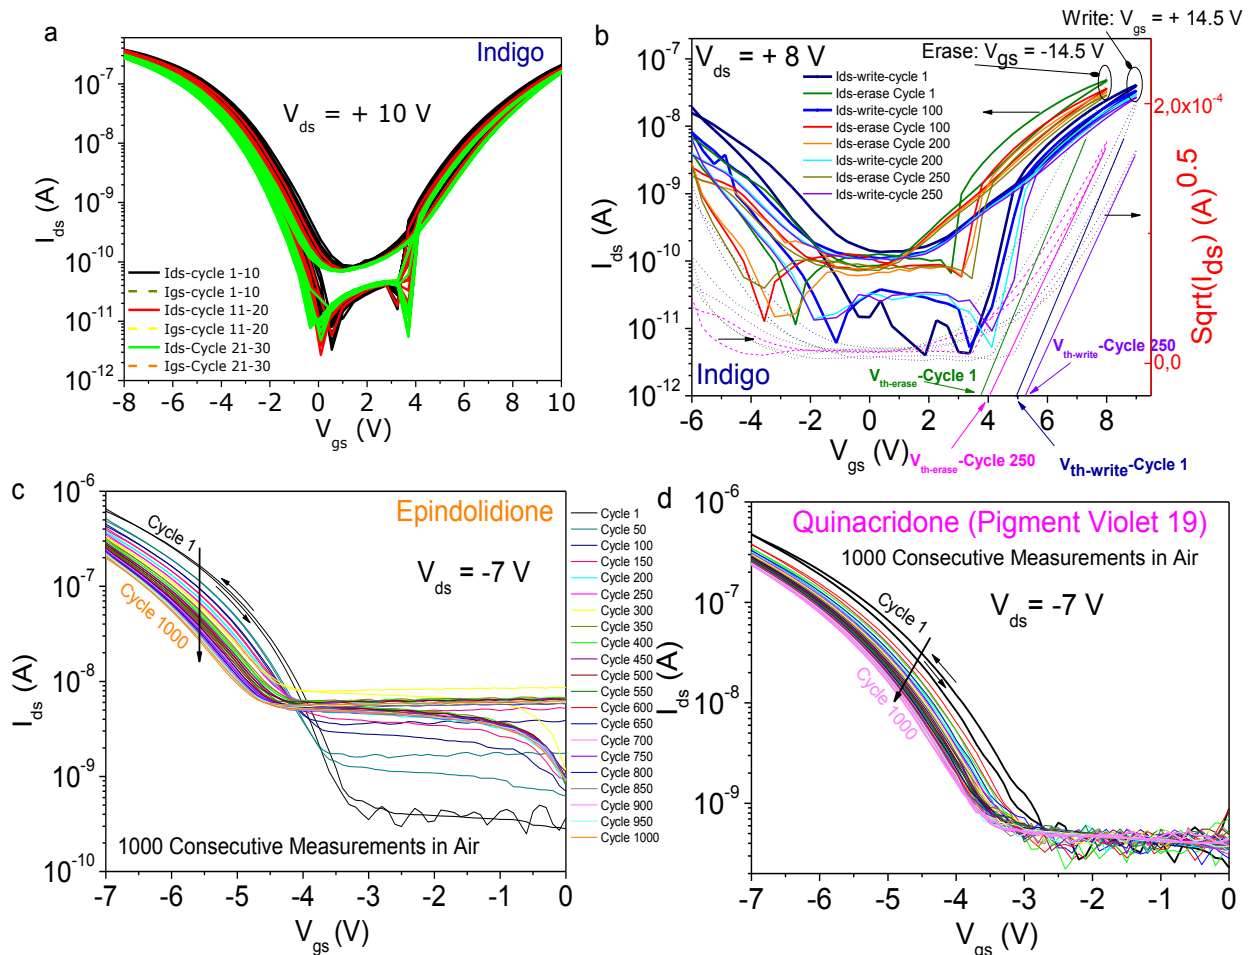 a
Indigo
V_ds = + 10 V
10^-7
10^-8
10^-9
10^-10
10^-11
10^-12
I_ds (A)
Ids-cycle 1-10
Igs-cycle 1-10
Ids-cycle 11-20
Igs-cycle 11-20
Ids-Cycle 21-30
Igs-Cycle 21-30
-8 -6 -4 -2 0 2 4 6 8 10
V_gs (V)
Write: V_gs = + 14.5 V
b
V_ds = + 8 V
Erase: V_gs = -14.5 V
Ids-write-cycle 1
Ids-erase Cycle 1
Ids-write-cycle 100
Ids-erase Cycle 100
Ids-erase Cycle 200
Ids-write-cycle 200
Ids-erase Cycle 250
Ids-write-cycle 250
10^-7
10^-8
10^-9
10^-10
10^-11
10^-12
I_ds (A)
2,0x10^-4
0,0
Sqrt(I_ds) (A)^0.5
V_th-write-Cycle 250
V_th-erase-Cycle 1
Indigo
-6 -4 -2 0 2 4 6 8
V_gs (V)
V_th-erase-Cycle 250
V_th-write-Cycle 1
c
Epindolidione
Cycle 1
V_ds = -7 V
Cycle 1000
1000 Consecutive Measurements in Air
10^-6
10^-7
10^-8
10^-9
10^-10
I_ds (A)
-7 -6 -5 -4 -3 -2 -1 0
V_gs (V)
Cycle 1
Cycle 50
Cycle 100
Cycle 150
Cycle 200
Cycle 250
Cycle 300
Cycle 350
Cycle 400
Cycle 450
Cycle 500
Cycle 550
Cycle 600
Cycle 650
Cycle 700
Cycle 750
Cycle 800
Cycle 850
Cycle 900
Cycle 950
Cycle 1000
d
Quinacridone (Pigment Violet 19)
1000 Consecutive Measurements in Air
Cycle 1
V_ds = -7 V
Cycle 1000
10^-6
10^-7
10^-8
10^-9
I_ds (A)
-7 -6 -5 -4 -3 -2 -1 0
V_gs (V)